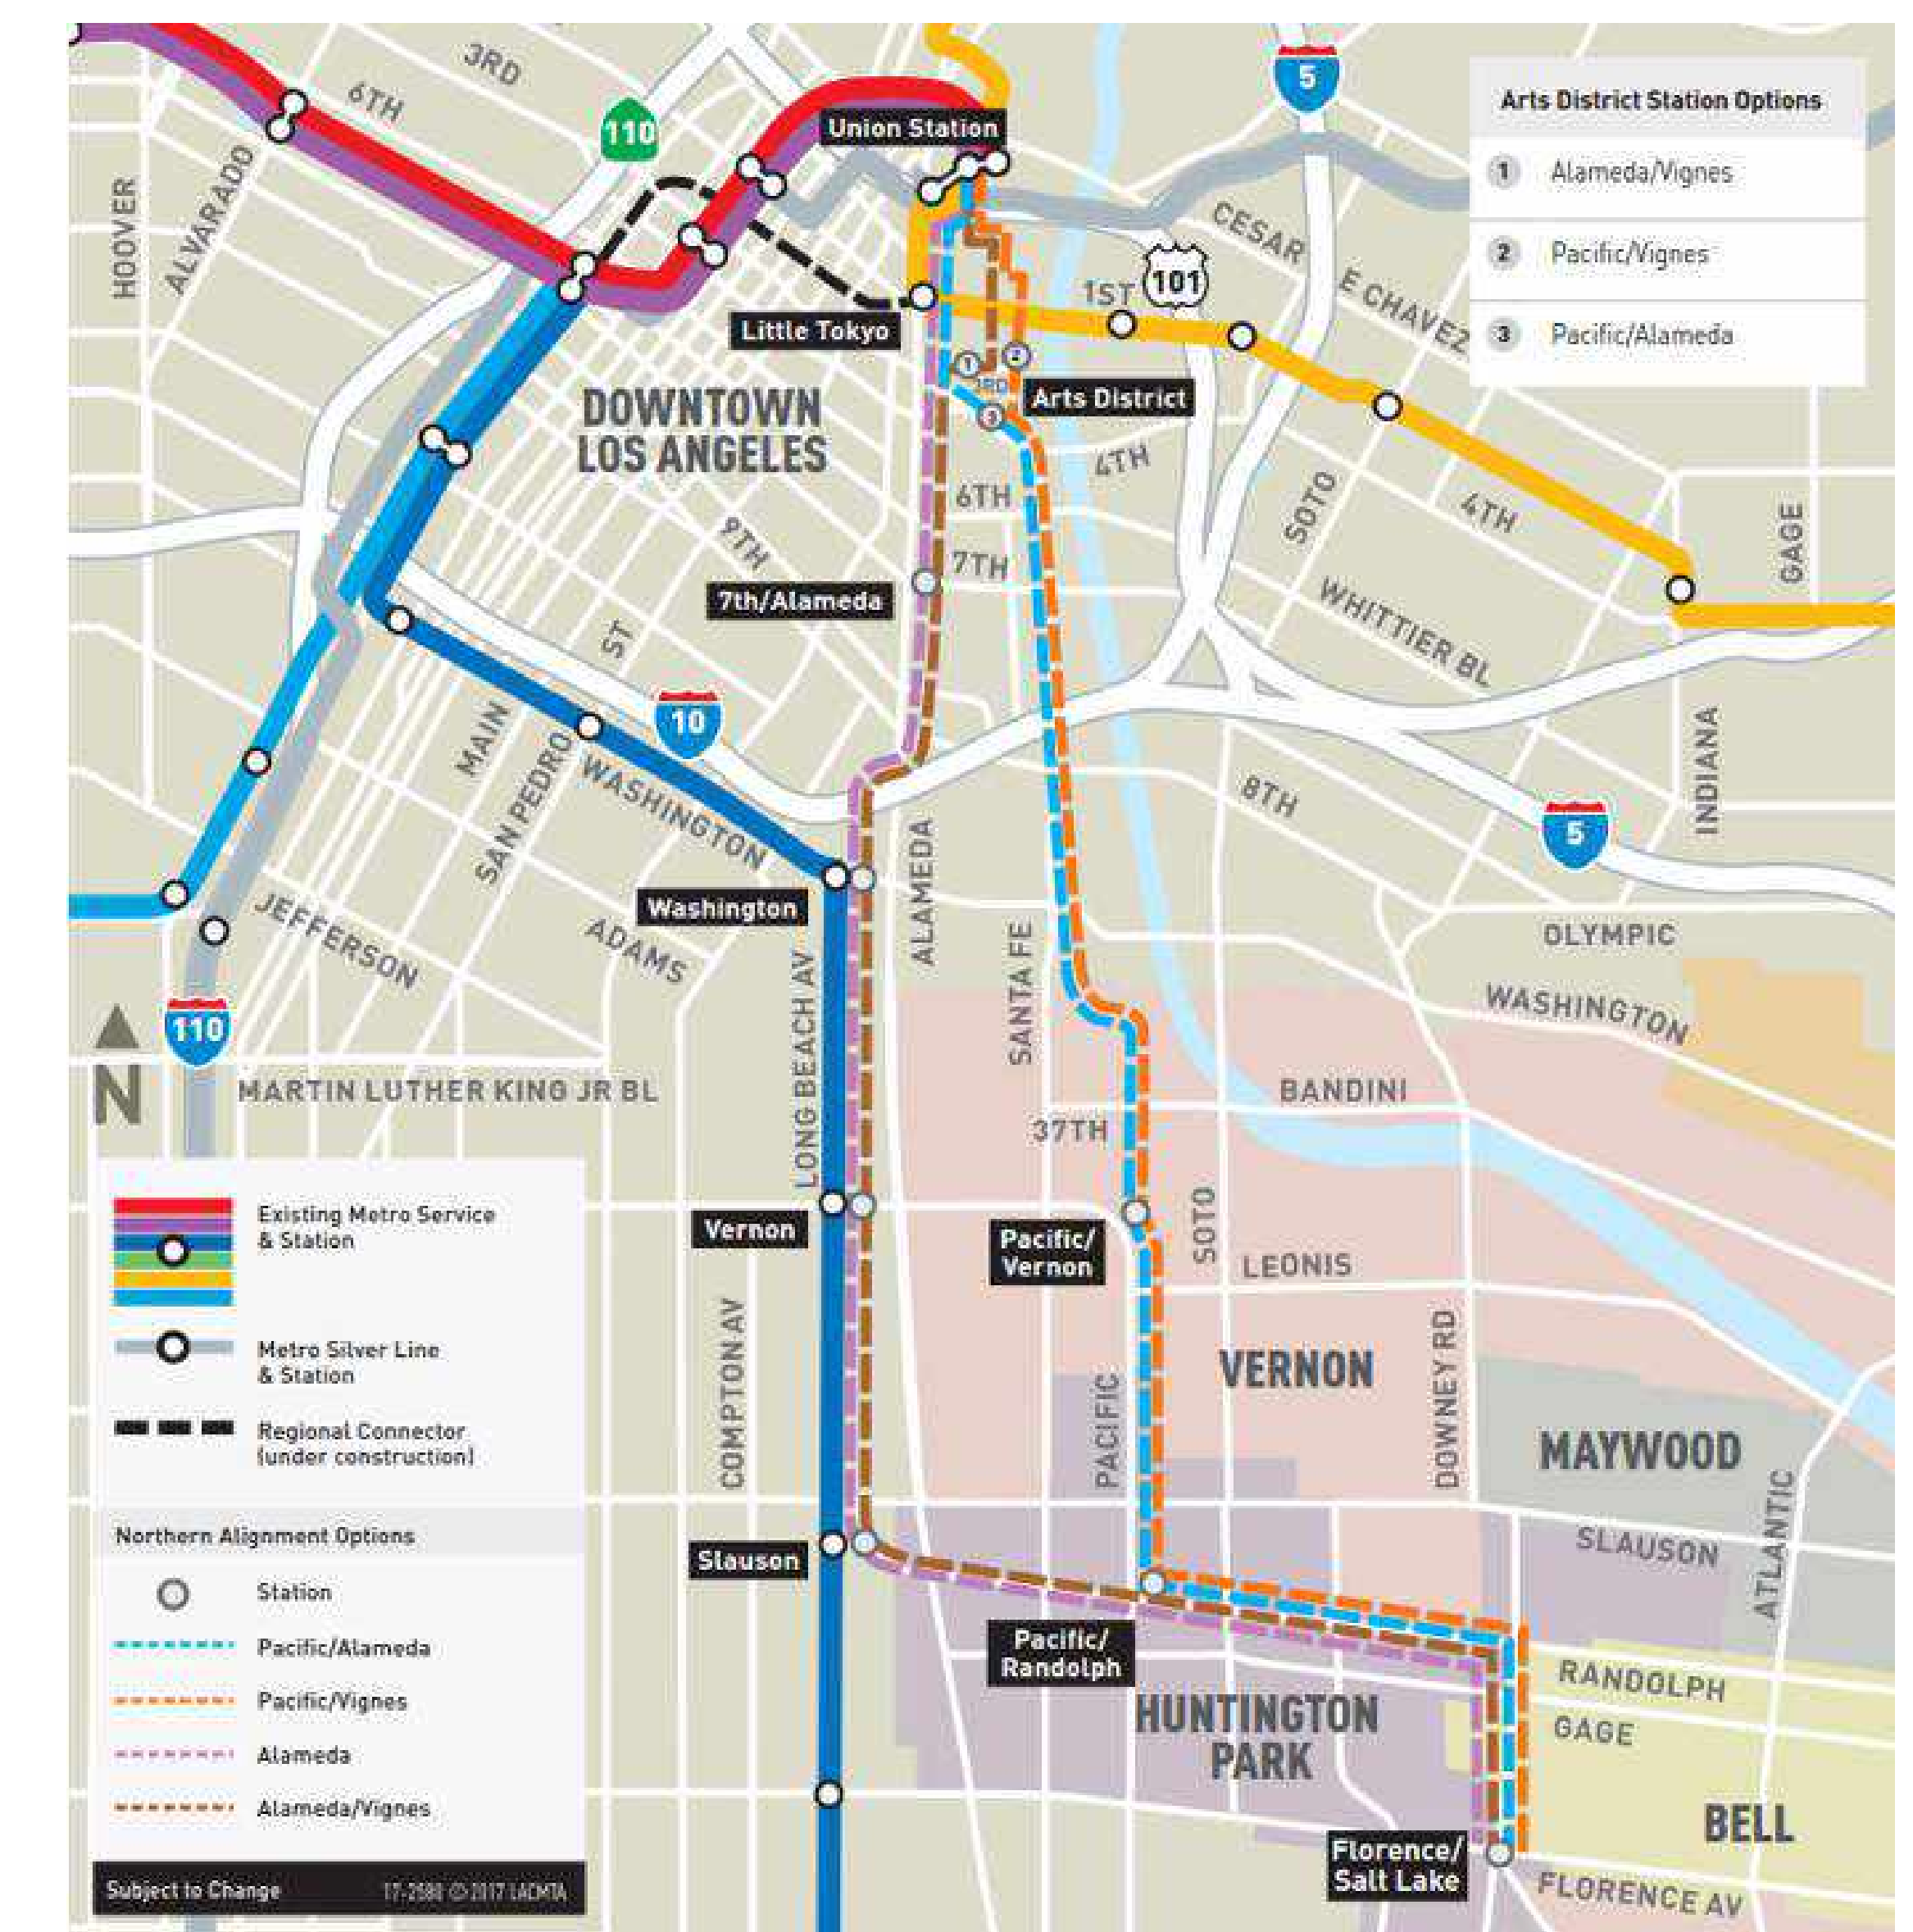 3RD
6TH
110
5
Union Station
Arts District Station Options
1 Alameda/Vignes
2 Pacific/Vignes
3 Pacific/Alameda
HOOVER
ALVARADO
CESAR
E CHAVEZ
101
1ST
Little Tokyo
1
2
3RD
3
Arts District
DOWNTOWN
LOS ANGELES
4TH
6TH
SOTO
4TH
GAGE
9TH
7TH
7th/Alameda
WHITTIER BL
ST
10
MAIN
SAN PEDRO
WASHINGTON
8TH
INDIANA
5
ALAMEDA
Washington
JEFFERSON
ADAMS
SANTA FE
OLYMPIC
WASHINGTON
LONG BEACH AV
110
N
MARTIN LUTHER KING JR BL
BANDINI
37TH
Vernon
Pacific/
Vernon
SOTO
LEONIS
COMPTON AV
PACIFIC
VERNON
DOWNEY RD
MAYWOOD
ATLANTIC
Slauson
SLAUSON
Pacific/
Randolph
RANDOLPH
GAGE
HUNTINGTON
PARK
BELL
Florence/
Salt Lake
FLORENCE AV
Existing Metro Service
& Station
Metro Silver Line
& Station
Regional Connector
(under construction)
Northern Alignment Options
Station
Pacific/Alameda
Pacific/Vignes
Alameda
Alameda/Vignes
Subject to Change
17-2580 © 2017 LACMTA